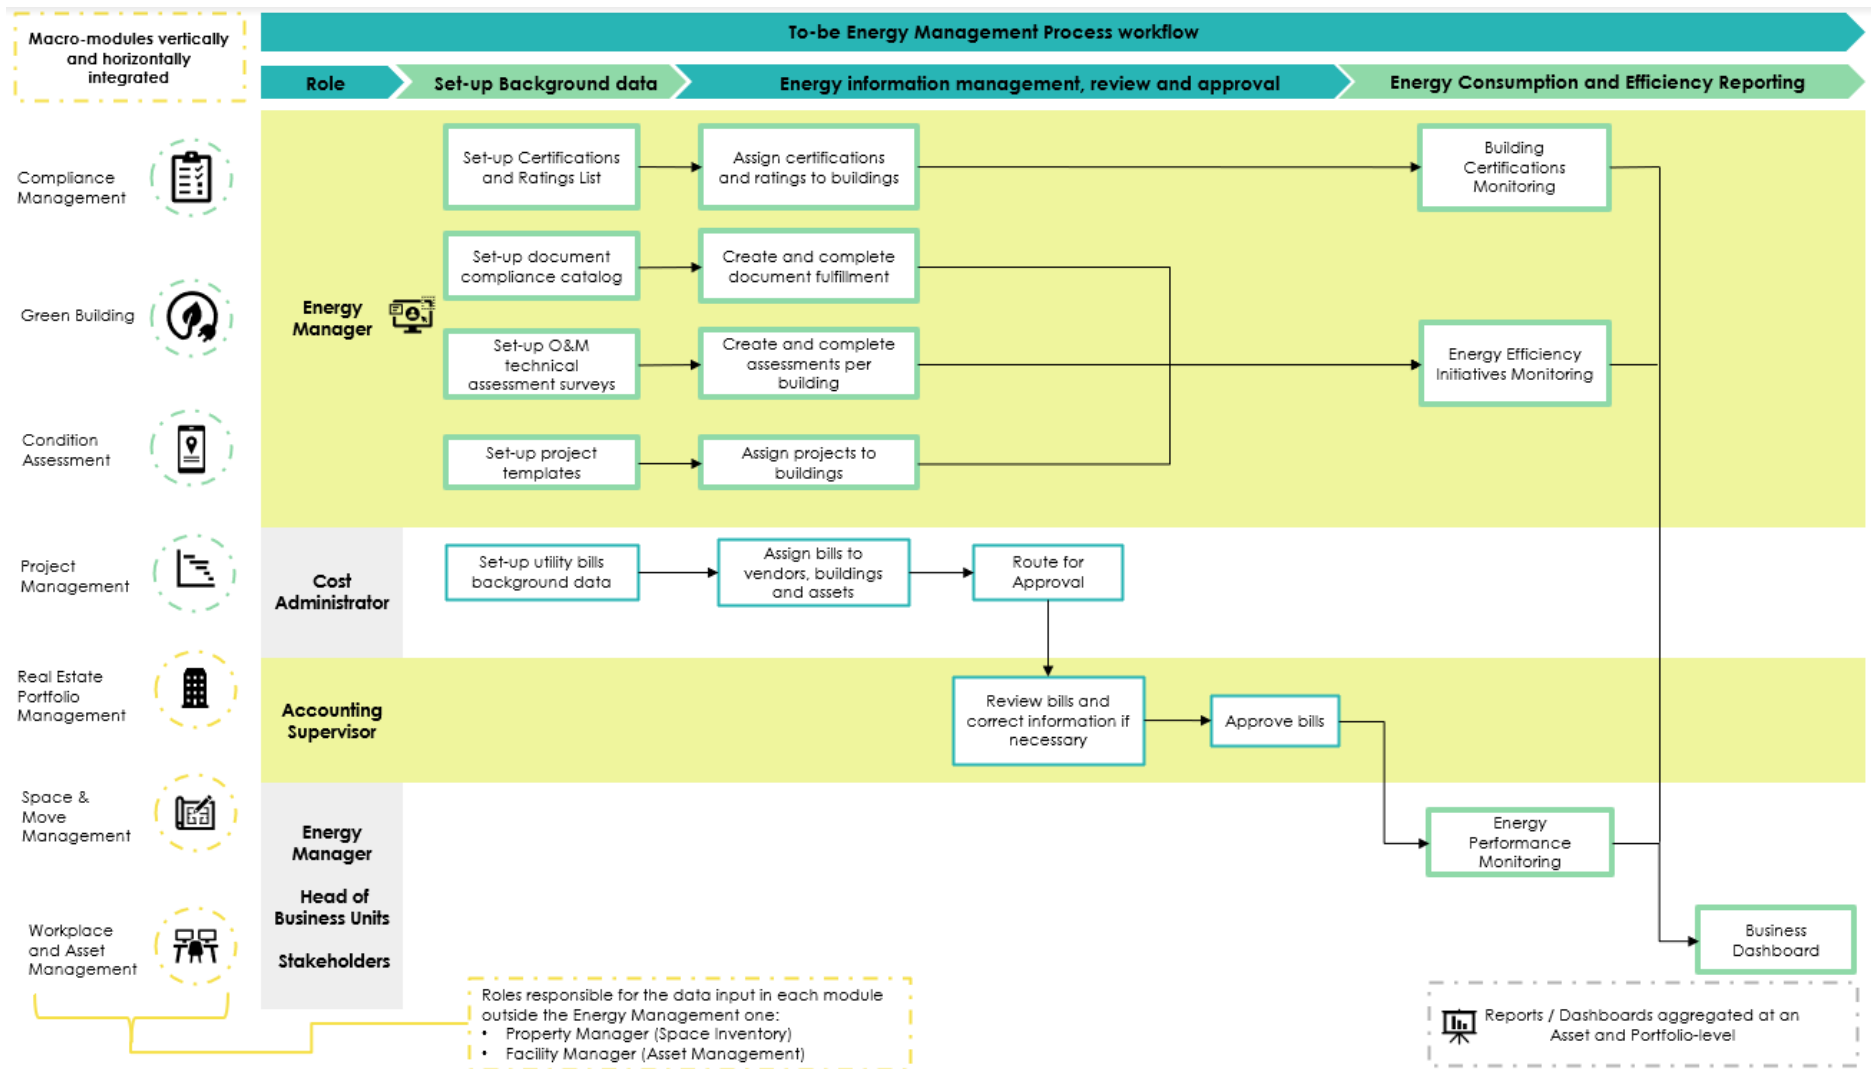 Macro-modules vertically
and horizontally
integrated
To-be Energy Management Process workflow
Role
Set-up Background data
Energy information management, review and approval
Energy Consumption and Efficiency Reporting
Compliance
Management
Green Building
Condition
Assessment
Project
Management
Real Estate
Portfolio
Management
Space &
Move
Management
Workplace
and Asset
Management
Energy
Manager
Set-up Certifications
and Ratings List
Assign certifications
and ratings to buildings
Building
Certifications
Monitoring
Set-up document
compliance catalog
Create and complete
document fulfillment
Set-up O&M
technical
assessment surveys
Create and complete
assessments per
building
Energy Efficiency
Initiatives Monitoring
Set-up project
templates
Assign projects to
buildings
Cost
Administrator
Set-up utility bills
background data
Assign bills to
vendors, buildings
and assets
Route for
Approval
Accounting
Supervisor
Review bills and
correct information if
necessary
Approve bills
Energy
Manager
Head of
Business Units
Stakeholders
Energy
Performance
Monitoring
Business
Dashboard
Roles responsible for the data input in each module
outside the Energy Management one:
• Property Manager (Space Inventory)
• Facility Manager (Asset Management)
Reports / Dashboards aggregated at an
Asset and Portfolio-level